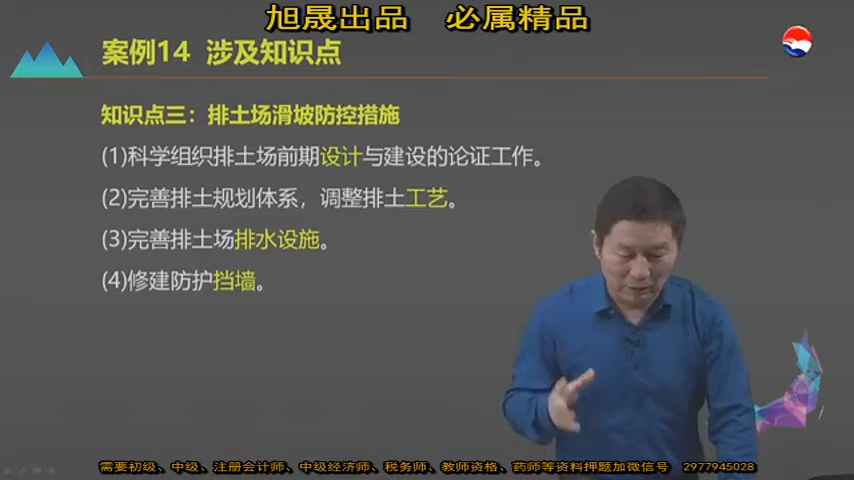 旭晟出品 必属精品
案例14 涉及知识点
知识点三：排土场滑坡防控措施
(1)科学组织排土场前期设计与建设的论证工作。
(2)完善排土规划体系，调整排土工艺。
(3)完善排土场排水设施。
(4)修建防护挡墙。
需要初级、中级、注册会计师、中级经济师、税务师、教师资格、药师等资料押题加微信号 2977945028